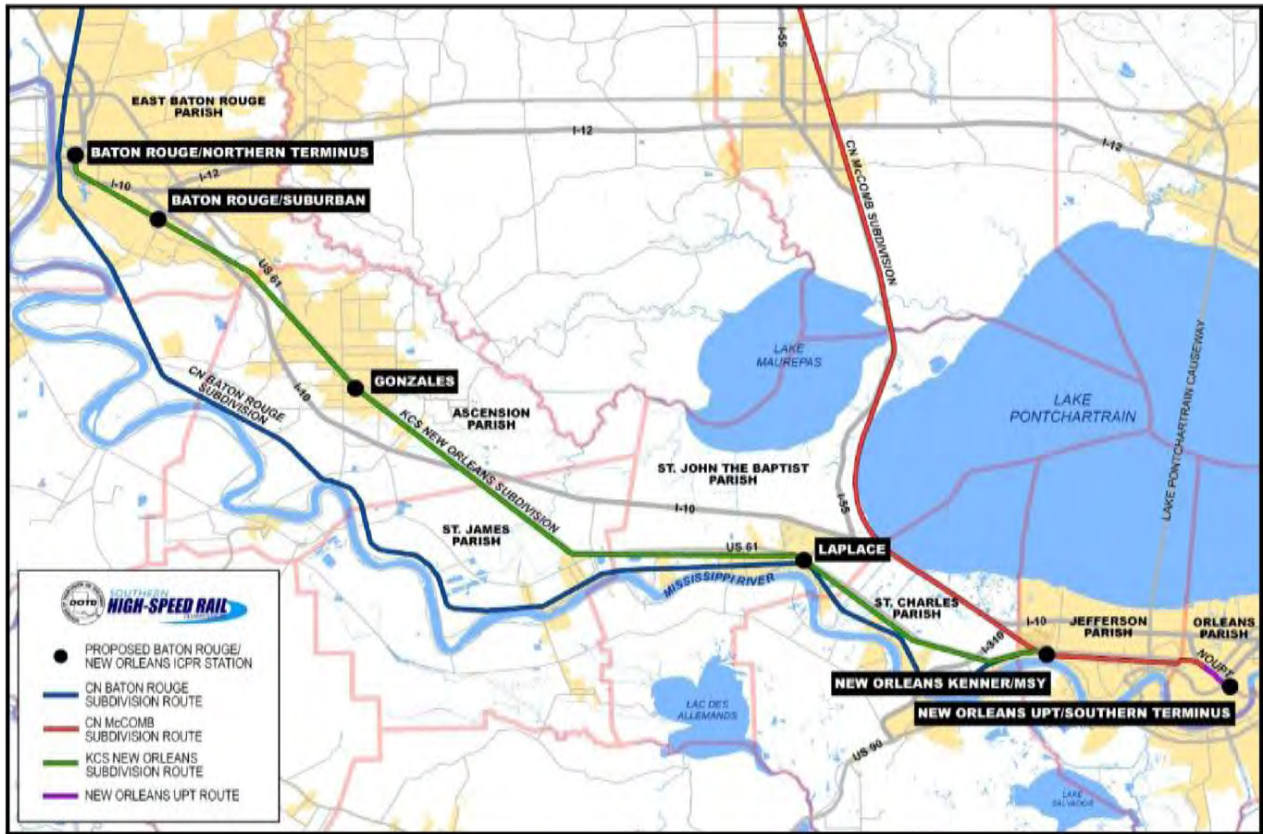 I-55
EAST BATON ROUGE
PARISH
I-12
I-12
BATON ROUGE/NORTHERN TERMINUS
I-12
I-10
BATON ROUGE/SUBURBAN
CN McCOMB SUBDIVISION
US 61
LAKE
MAUREPAS
GONZALES
CN BATON ROUGE
SUBDIVISION
I-10
ASCENSION
PARISH
KCS NEW ORLEANS SUBDIVISION
LAKE
PONTCHARTRAIN
LAKE PONTCHARTRAIN CAUSEWAY
ST. JOHN THE BAPTIST
PARISH
I-55
I-10
ST. JAMES
PARISH
US 61
LAPLACE
MISSISSIPPI RIVER
ST. CHARLES
PARISH
I-10
JEFFERSON
PARISH
ORLEANS
PARISH
I-310
NOUPT
NEW ORLEANS KENNER/MSY
NEW ORLEANS UPT/SOUTHERN TERMINUS
LAC DES
ALLEMANDS
US 90
LAKE
SALVADOR
DOTD
SOUTHERN
HIGH-SPEED RAIL
PROPOSED BATON ROUGE/
NEW ORLEANS ICPR STATION
CN BATON ROUGE
SUBDIVISION ROUTE
CN McCOMB
SUBDIVISION ROUTE
KCS NEW ORLEANS
SUBDIVISION ROUTE
NEW ORLEANS UPT ROUTE